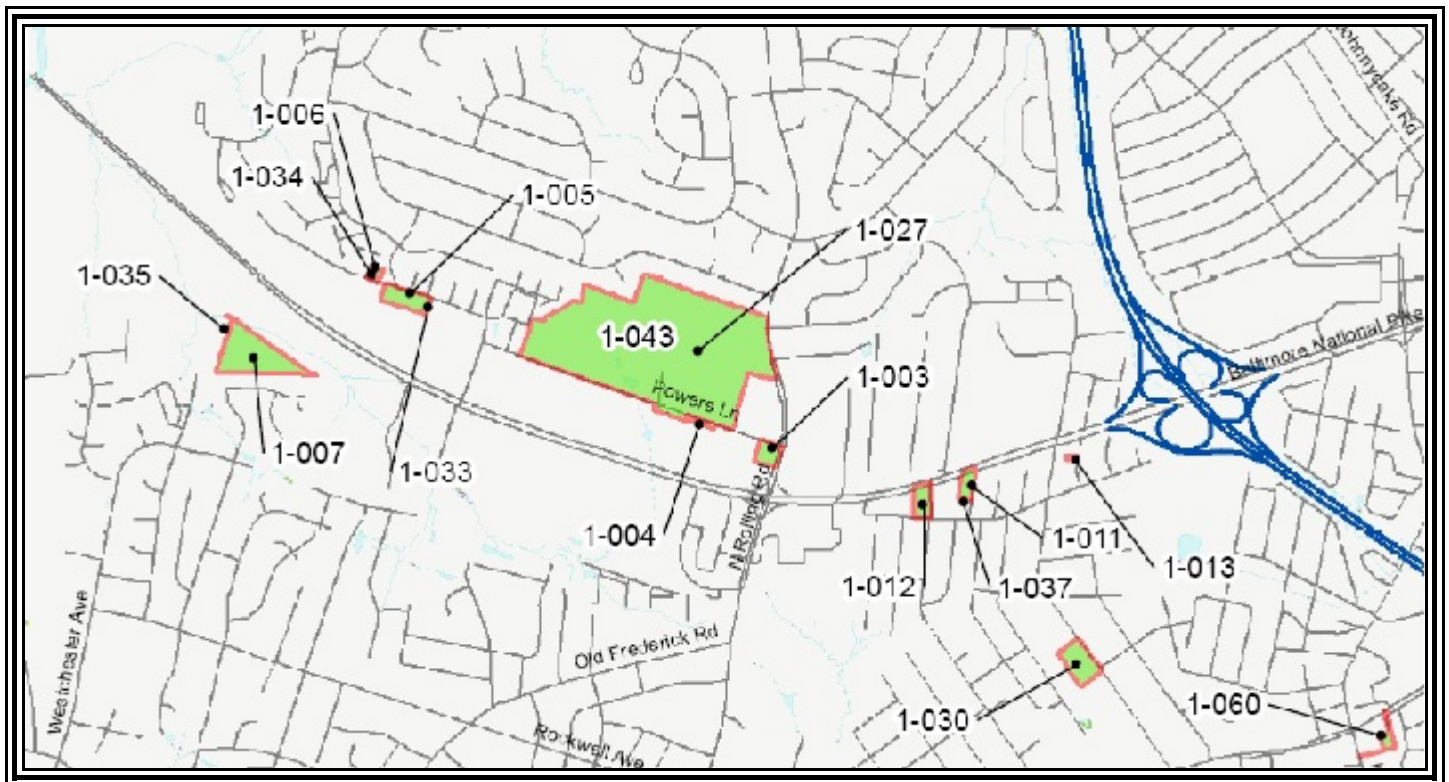 Johnnycake Rd
1-006
1-034
1-005
1-027
1-035
1-043
Baltimore National Pike
1-003
Powers Ln
1-007
1-033
1-004
N Rolling Rd
1-011
1-013
1-012
1-037
Westchester Ave
Old Frederick Rd
1-030
1-060
Rockwell Ave